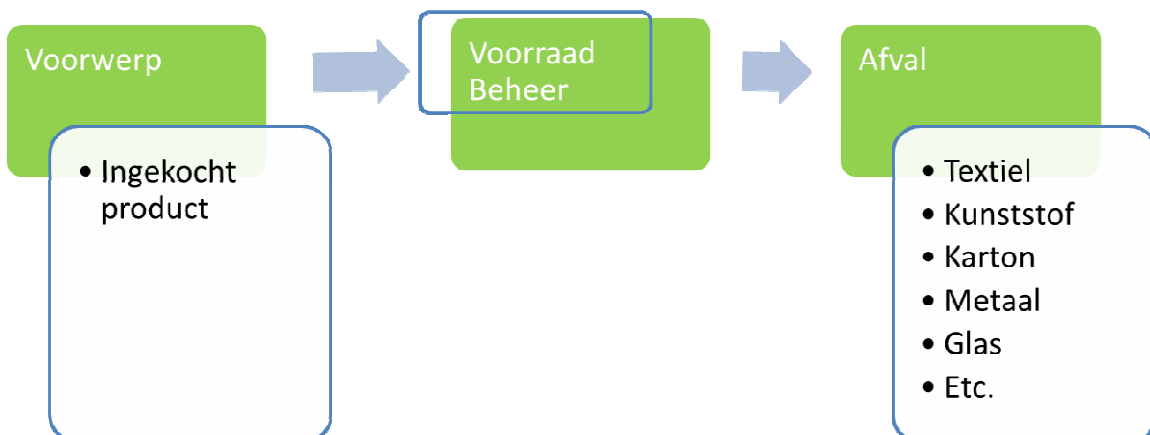 Voorwerp
• Ingekocht
product
Voorraad
Beheer
Afval
• Textiel
• Kunststof
• Karton
• Metaal
• Glas
• Etc.